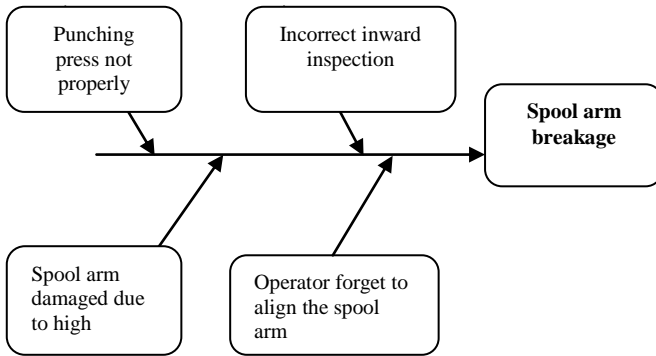 Punching
press not
properly
Incorrect inward
inspection
Spool arm
breakage
Spool arm
damaged due
to high
Operator forget to
align the spool
arm